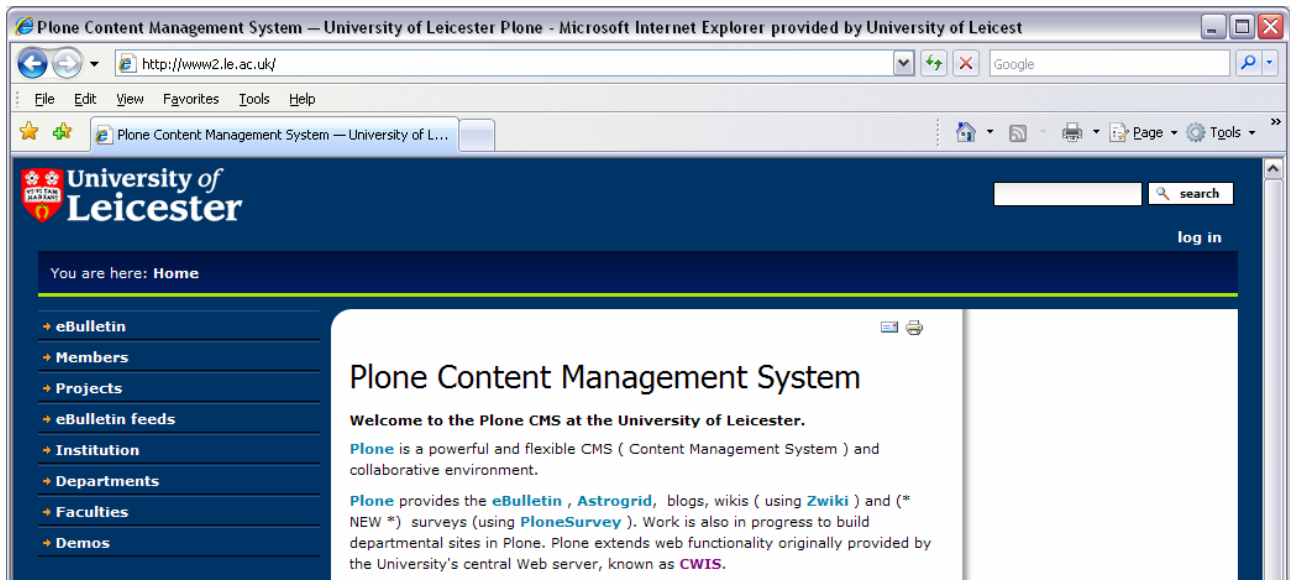 Plone Content Management System — University of Leicester Plone - Microsoft Internet Explorer provided by University of Leicest
http://www2.le.ac.uk/
Google
File Edit View Favorites Tools Help
Plone Content Management System — University of L...
Page Tools »
University of
Leicester
search
log in
You are here: Home
eBulletin
Members
Projects
eBulletin feeds
Institution
Departments
Faculties
Demos
Plone Content Management System
Welcome to the Plone CMS at the University of Leicester.
Plone is a powerful and flexible CMS ( Content Management System ) and
collaborative environment.
Plone provides the eBulletin , Astrogrid, blogs, wikis ( using Zwiki ) and (*
NEW *) surveys (using PloneSurvey ). Work is also in progress to build
departmental sites in Plone. Plone extends web functionality originally provided by
the University's central Web server, known as CWIS.